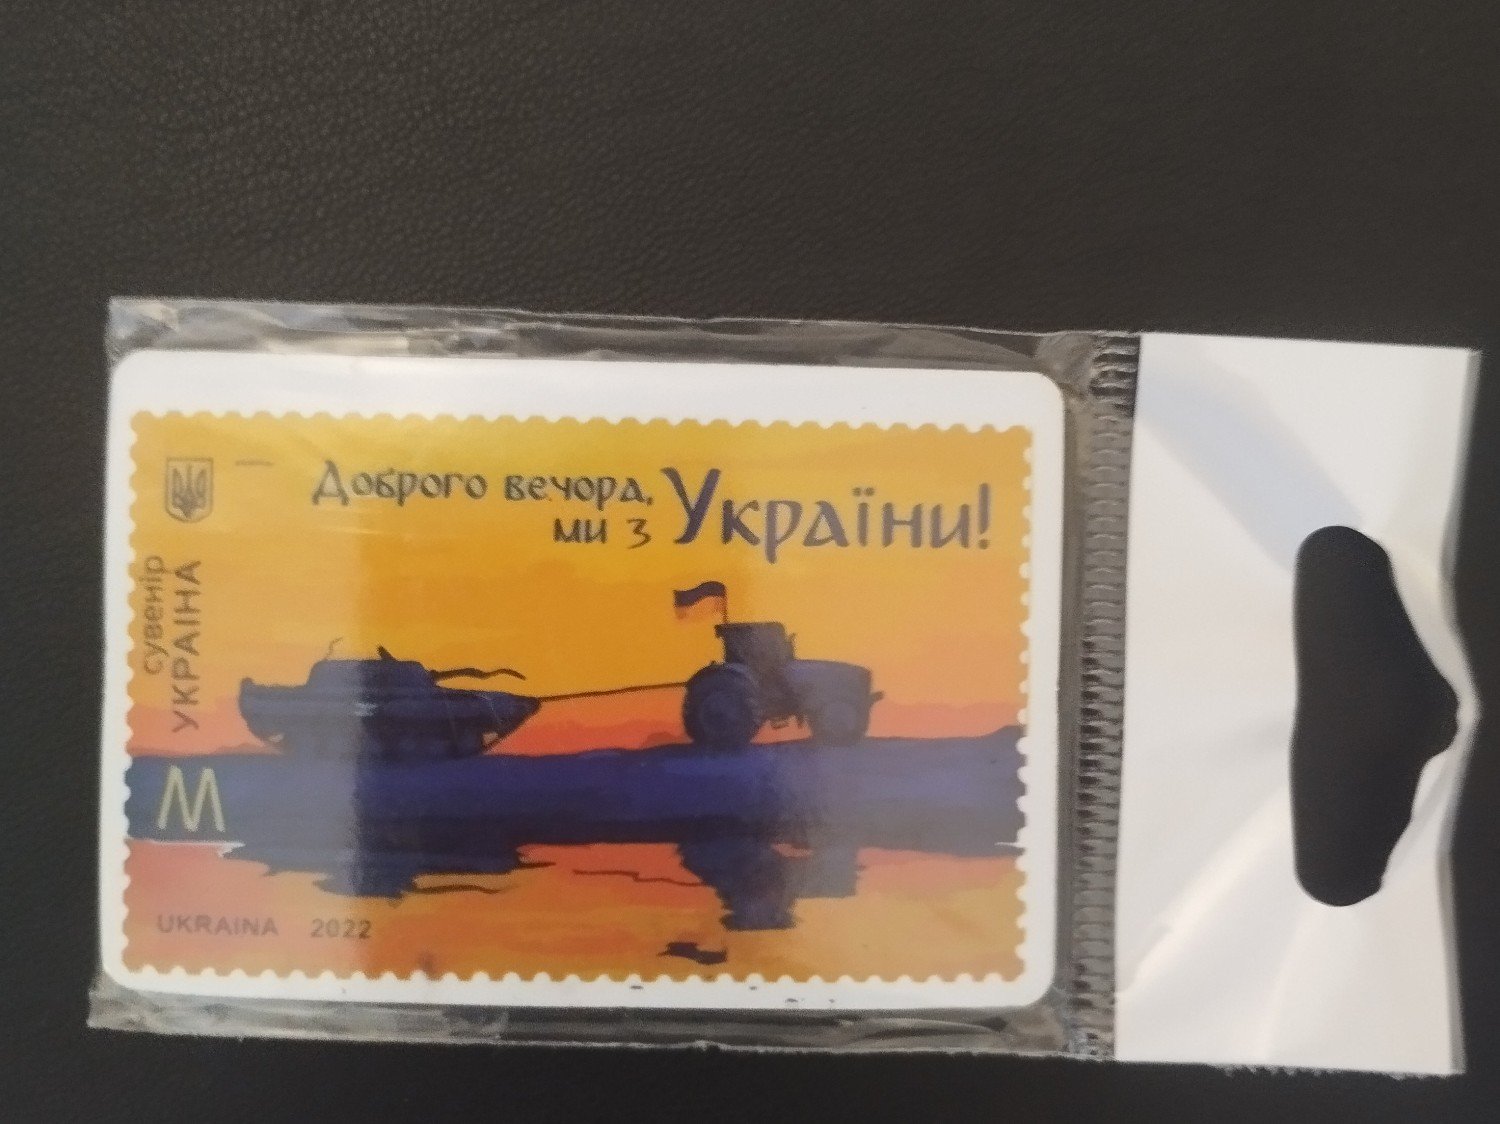 Доброго вечора,
ми з України!
сувенір
УКРАЇНА
M
UKRAINA 2022